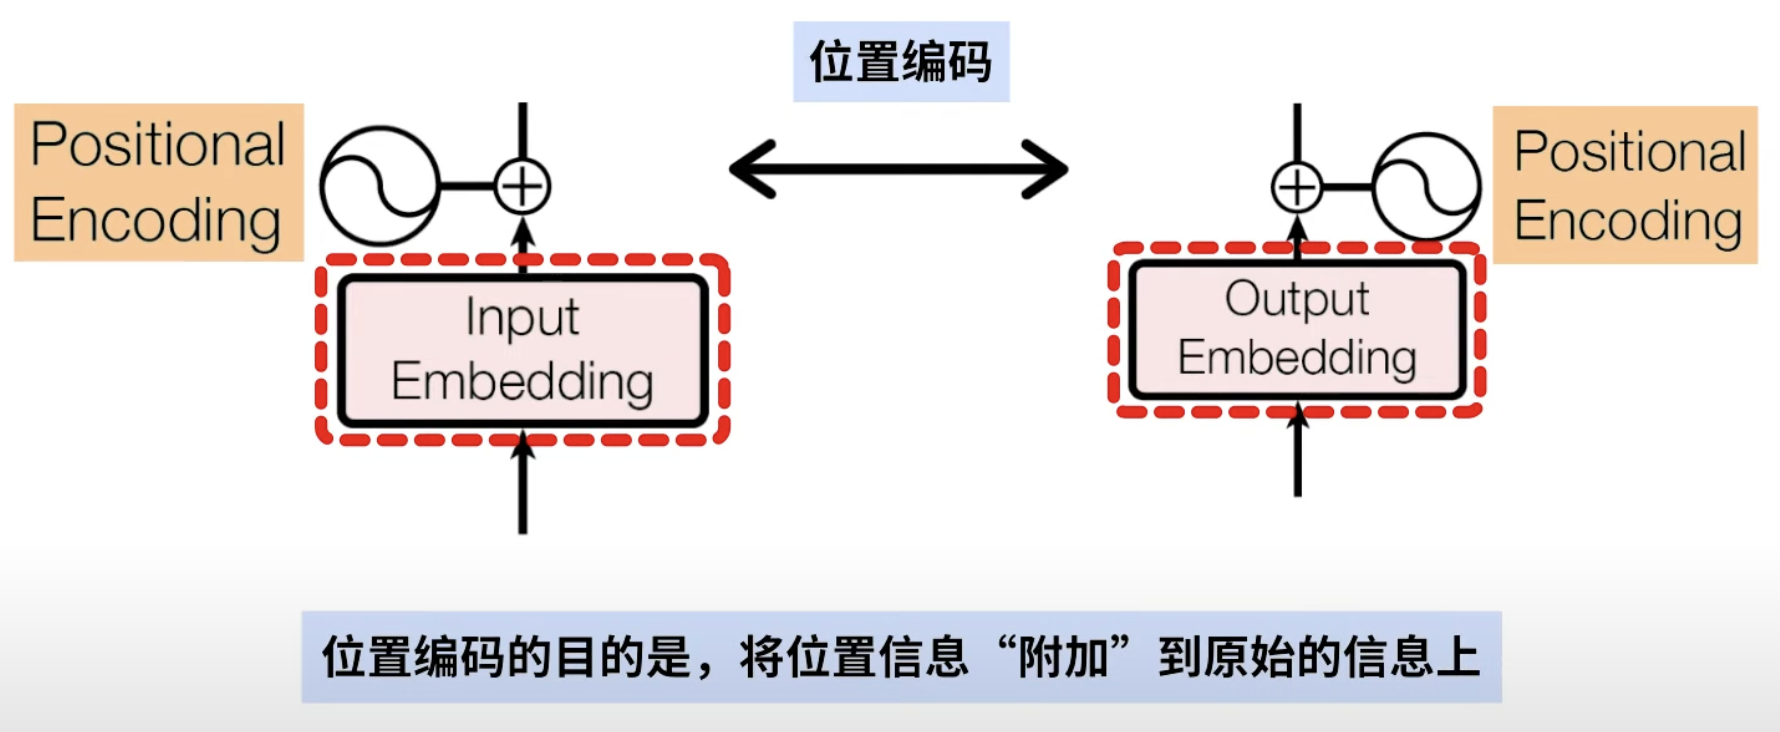 位置编码
Positional
Encoding
Input
Embedding
Output
Embedding
Positional
Encoding
位置编码的目的是，将位置信息“附加”到原始的信息上